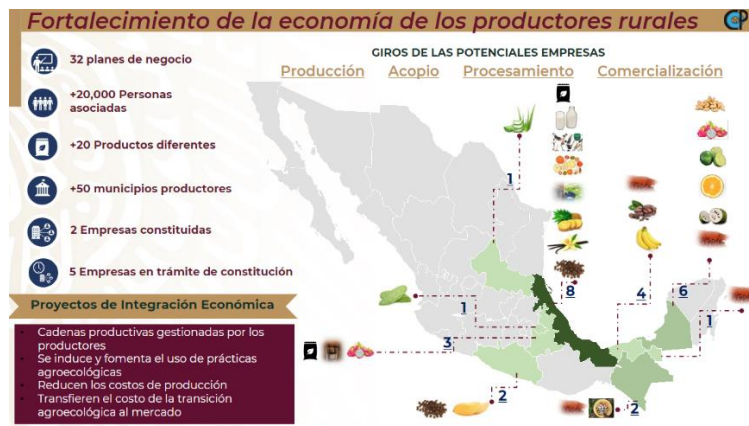 Fortalecimiento de la economía de los productores rurales
CP
GIROS DE LAS POTENCIALES EMPRESAS
Producción Acopio Procesamiento Comercialización
32 planes de negocio
+20,000 Personas
asociadas
+20 Productos diferentes
+50 municipios productores
2 Empresas constituidas
5 Empresas en trámite de constitución
Proyectos de Integración Económica
Cadenas productivas gestionadas por los
productores
Se induce y fomenta el uso de prácticas
agroecológicas
Reducen los costos de producción
Transfieren el costo de la transición
agroecológica al mercado
1
8
4
6
1
1
3
2
2